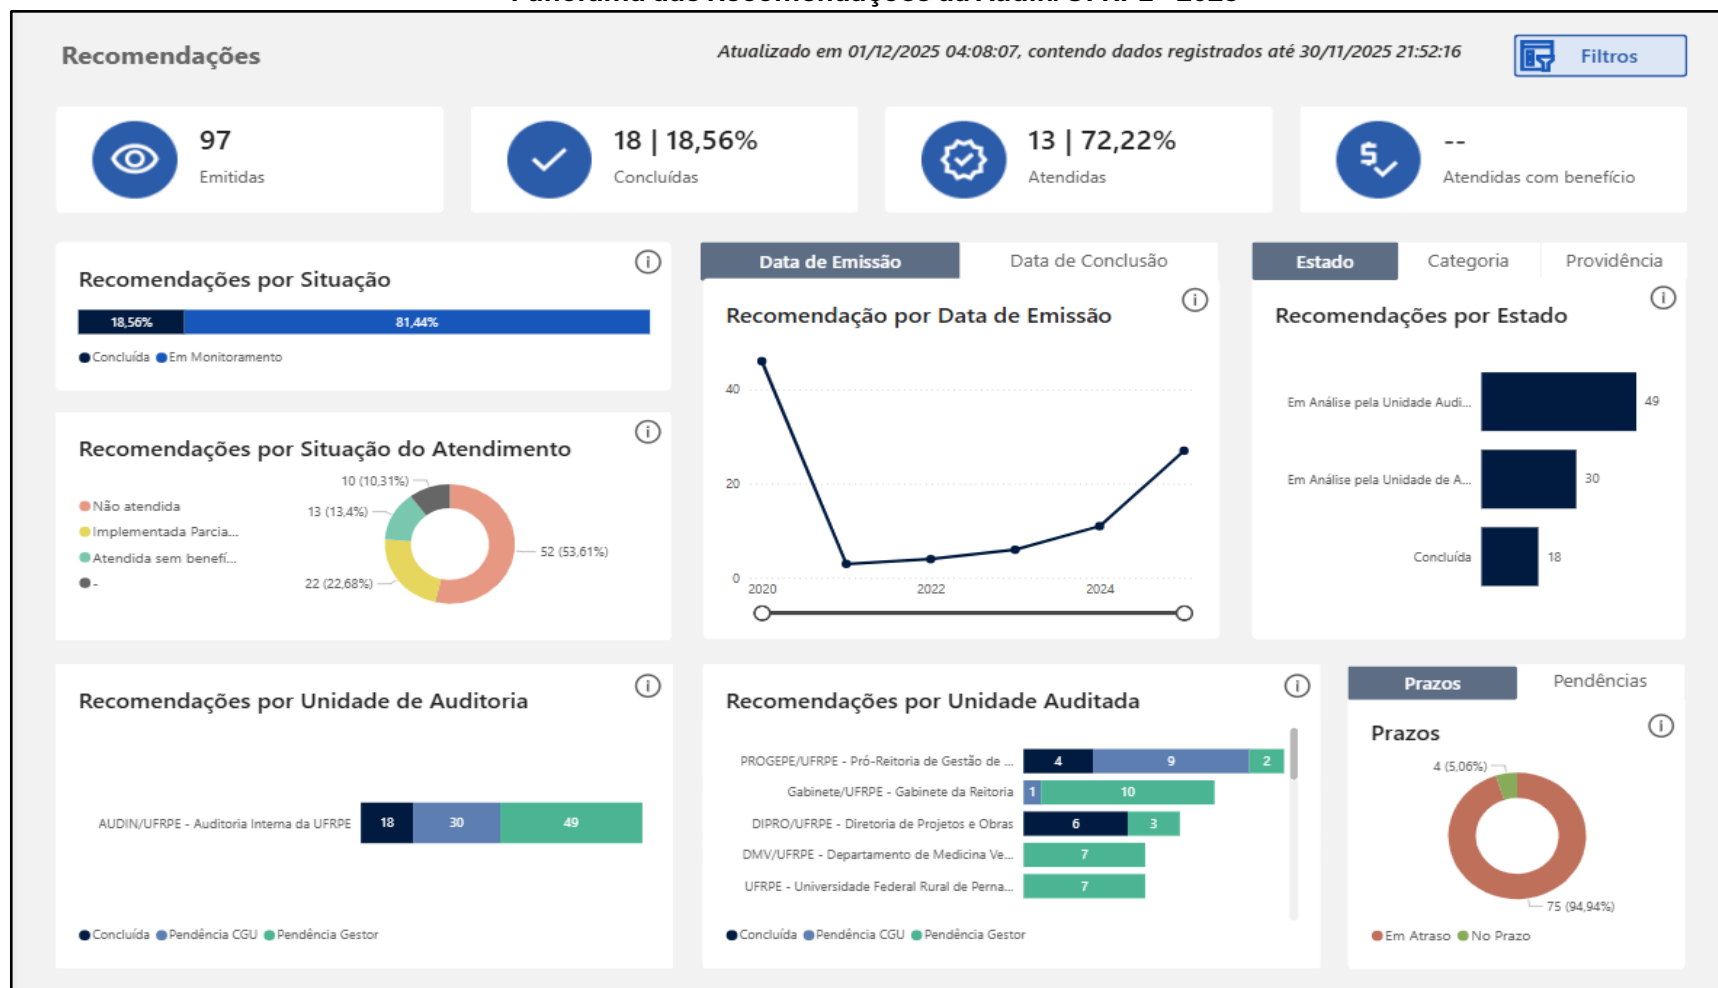 Recomendações
Atualizado em 01/12/2025 04:08:07, contendo dados registrados até 30/11/2025 21:52:16
Filtros
97
Emitidas
18 | 18,56%
Concluídas
13 | 72,22%
Atendidas
--
Atendidas com benefício
Recomendações por Situação
18,56%
81,44%
Concluída
Em Monitoramento
Data de Emissão
Data de Conclusão
Recomendação por Data de Emissão
40
20
0
2020
2022
2024
Estado
Categoria
Providência
Recomendações por Estado
Em Análise pela Unidade Audi...
49
Em Análise pela Unidade de A...
30
Concluída
18
Recomendações por Situação do Atendimento
Não atendida
Implementada Parcia...
Atendida sem benefí...
-
10 (10,31%)
13 (13,4%)
22 (22,68%)
52 (53,61%)
Recomendações por Unidade de Auditoria
AUDIN/UFRPE - Auditoria Interna da UFRPE
18
30
49
Concluída
Pendência CGU
Pendência Gestor
Recomendações por Unidade Auditada
PROGEPE/UFRPE - Pró-Reitoria de Gestão de ...
4
9
2
Gabinete/UFRPE - Gabinete da Reitoria
1
10
DIPRO/UFRPE - Diretoria de Projetos e Obras
6
3
DMV/UFRPE - Departamento de Medicina Ve...
7
UFRPE - Universidade Federal Rural de Perna...
7
Concluída
Pendência CGU
Pendência Gestor
Prazos
Pendências
Prazos
4 (5,06%)
75 (94,94%)
Em Atraso
No Prazo